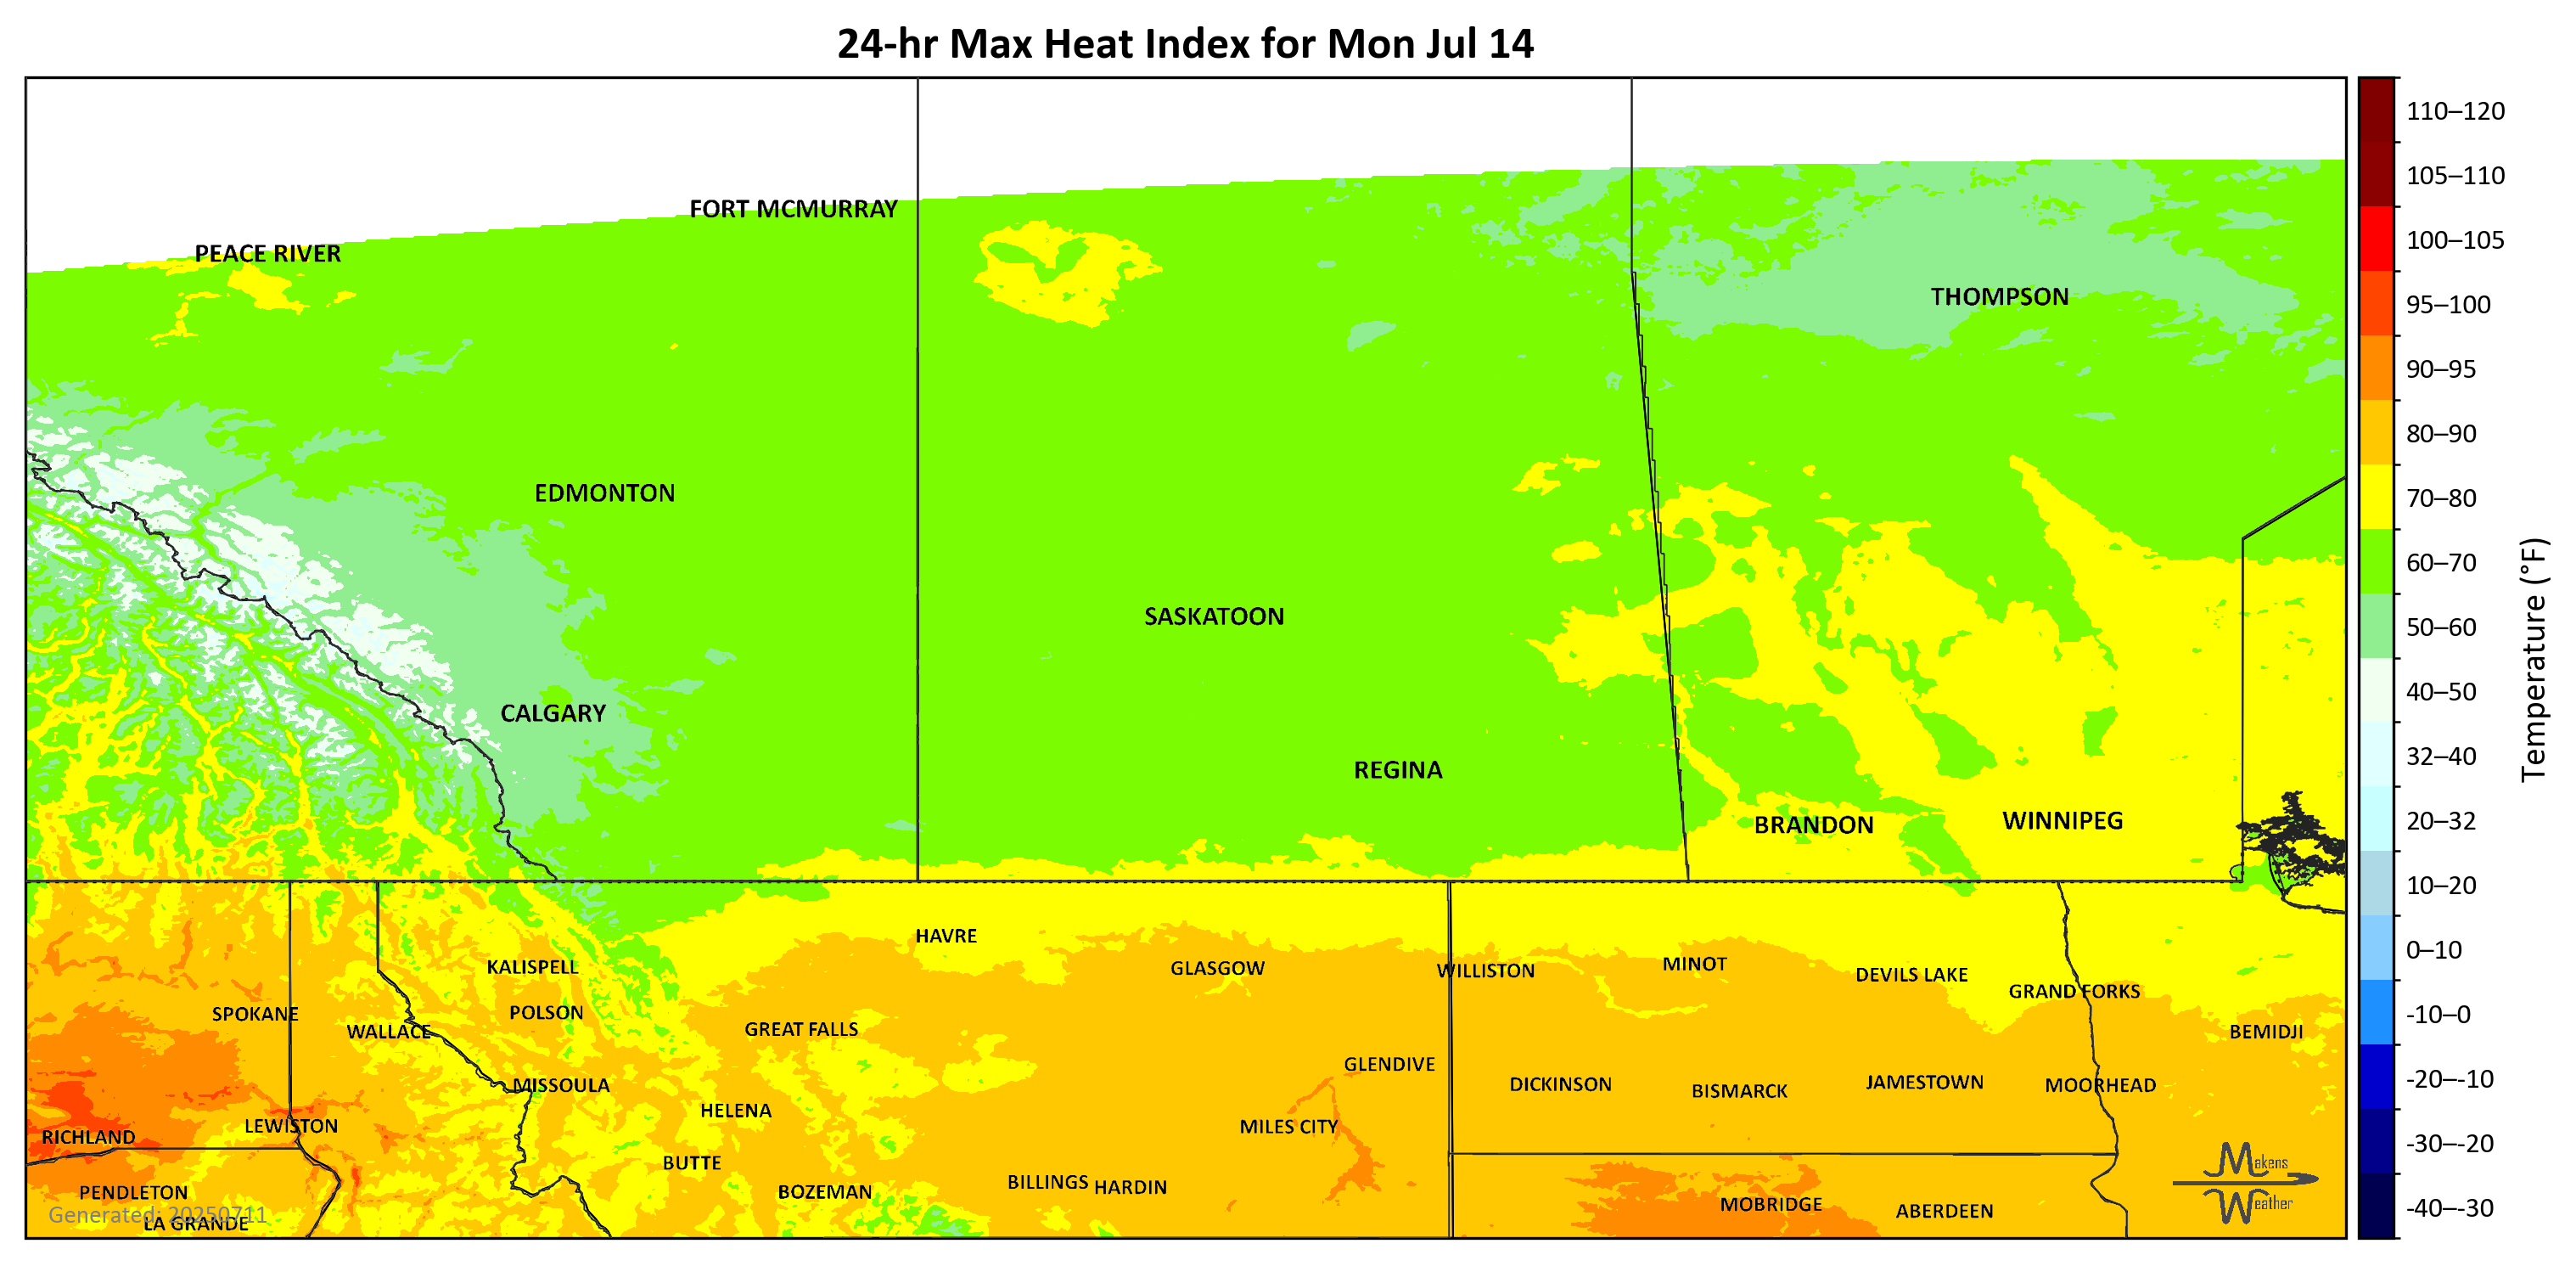 24-hr Max Heat Index for Mon Jul 14
110–120
105–110
FORT MCMURRAY
100–105
PEACE RIVER
THOMPSON
95–100
90–95
80–90
EDMONTON
70–80
60–70
SASKATOON
50–60
Temperature (°F)
40–50
CALGARY
32–40
REGINA
BRANDON
WINNIPEG
20–32
10–20
HAVRE
0–10
KALISPELL
GLASGOW
WILLISTON
MINOT
DEVILS LAKE
GRAND FORKS
SPOKANE
POLSON
-10–0
WALLACE
GREAT FALLS
BEMIDJI
GLENDIVE
MISSOULA
DICKINSON
BISMARCK
JAMESTOWN
MOORHEAD
-20–-10
HELENA
LEWISTON
MILES CITY
RICHLAND
-30–-20
BUTTE
Makens
Weather
PENDLETON
BOZEMAN
BILLINGS
HARDIN
MOBRIDGE
ABERDEEN
-40–-30
Generated: 20250711
LA GRANDE